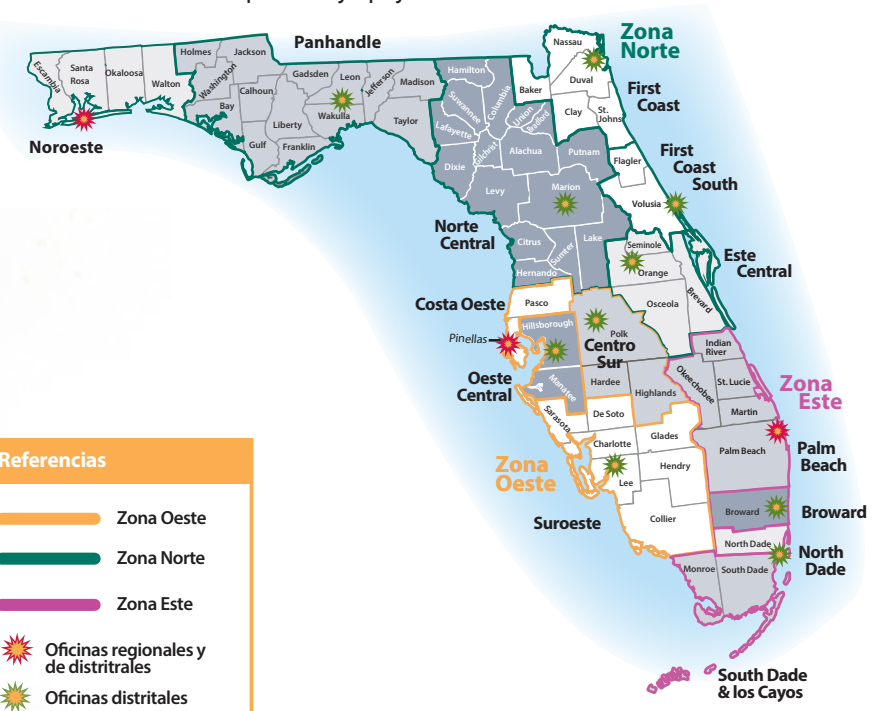 Panhandle
Zona
Norte
Nassau
Holmes
Jackson
Escambia
Santa
Rosa
Okaloosa
Walton
Washington
Gadsden
Leon
Jefferson
Madison
Hamilton
Calhoun
Bay
Liberty
Wakulla
Taylor
Gulf
Franklin
Noroeste
Suwannee
Columbia
Baker
Duval
First
Coast
Union
Bradford
Clay
St.
Johns
Lafayette
Gilchrist
Alachua
Putnam
Dixie
Flagler
First
Coast
South
Levy
Marion
Volusia
Norte
Central
Citrus
Sumter
Lake
Hernando
Seminole
Orange
Este
Central
Osceola
Brevard
Costa Oeste
Pasco
Pinellas
Hillsborough
Polk
Centro
Sur
Indian
River
Oeste
Central
Manatee
Hardee
Highlands
Okeechobee
St. Lucie
Zona
Este
Sarasota
De Soto
Martin
Charlotte
Glades
Palm Beach
Palm
Beach
Zona
Oeste
Lee
Hendry
Suroeste
Collier
Broward
Broward
North Dade
North
Dade
Monroe
South Dade
South Dade
& los Cayos
Referencias
Zona Oeste
Zona Norte
Zona Este
Oficinas regionales y
de distritrales
Oficinas distritales